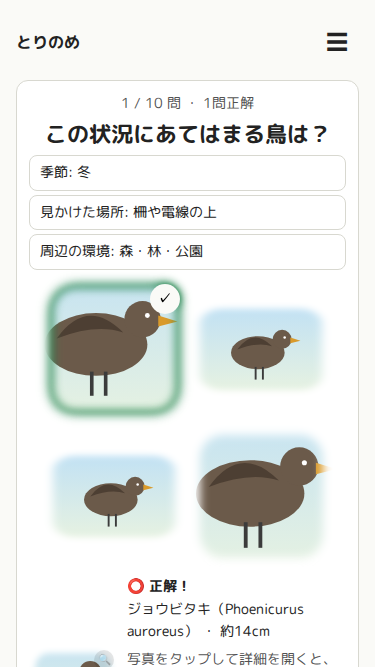 とりのめ
1 / 10 問 ・ 1問正解
この状況にあてはまる鳥は？
季節: 冬
見かけた場所: 柵や電線の上
周辺の環境: 森・林・公園
⭕ 正解！
ジョウビタキ（Phoenicurus
auroreus） ・ 約14cm
写真をタップして詳細を開くと、